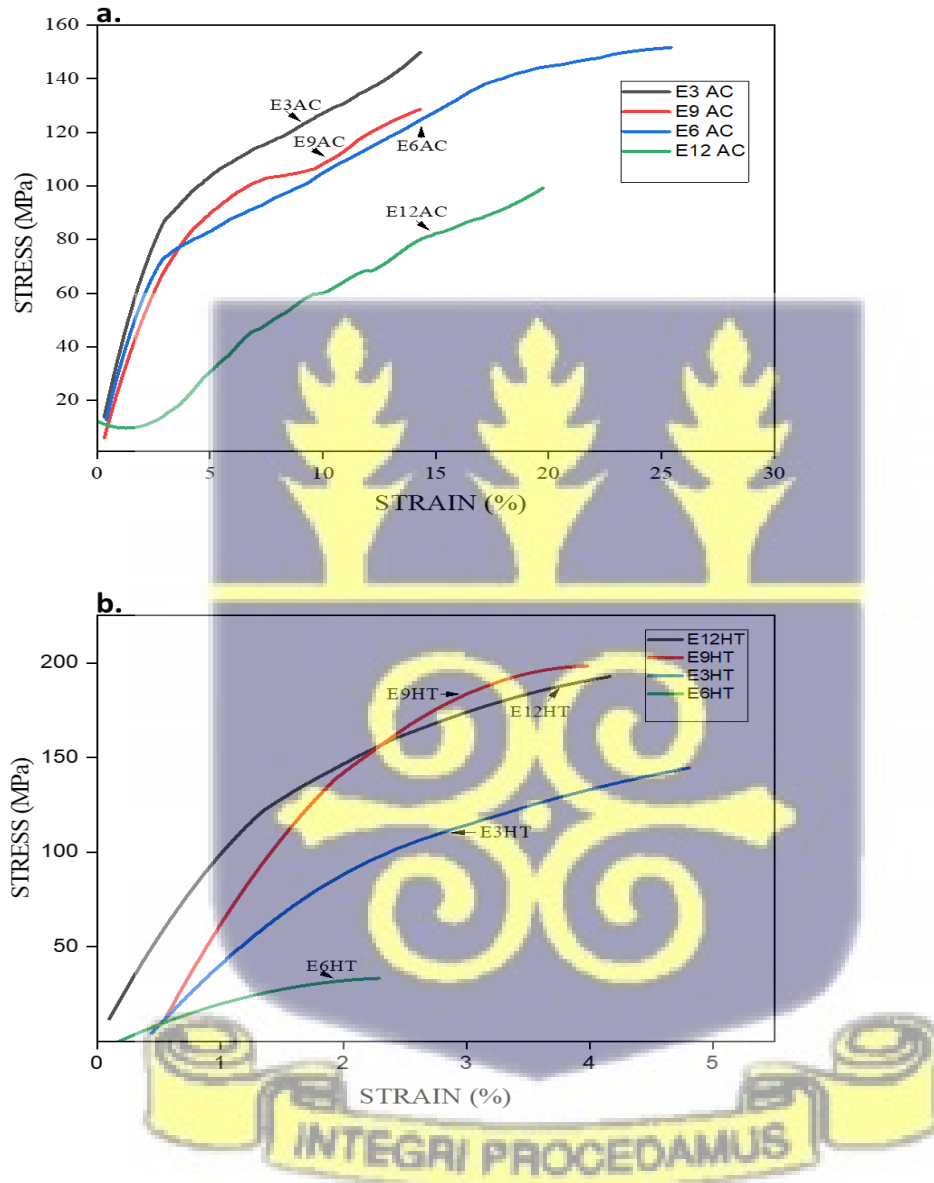 a.
160
140
120
100
80
60
40
20
STRESS (MPa)
E3AC
E9AC
E6AC
E12AC
E3 AC
E9 AC
E6 AC
E12 AC
0 5 10 15 20 25 30
STRAIN (%)
b.
200
150
100
50
STRESS (MPa)
E9HT
E12HT
E3HT
E6HT
E12HT
E9HT
E3HT
E6HT
0 1 2 3 4 5
STRAIN (%)
INTEGRI PROCEDAMUS